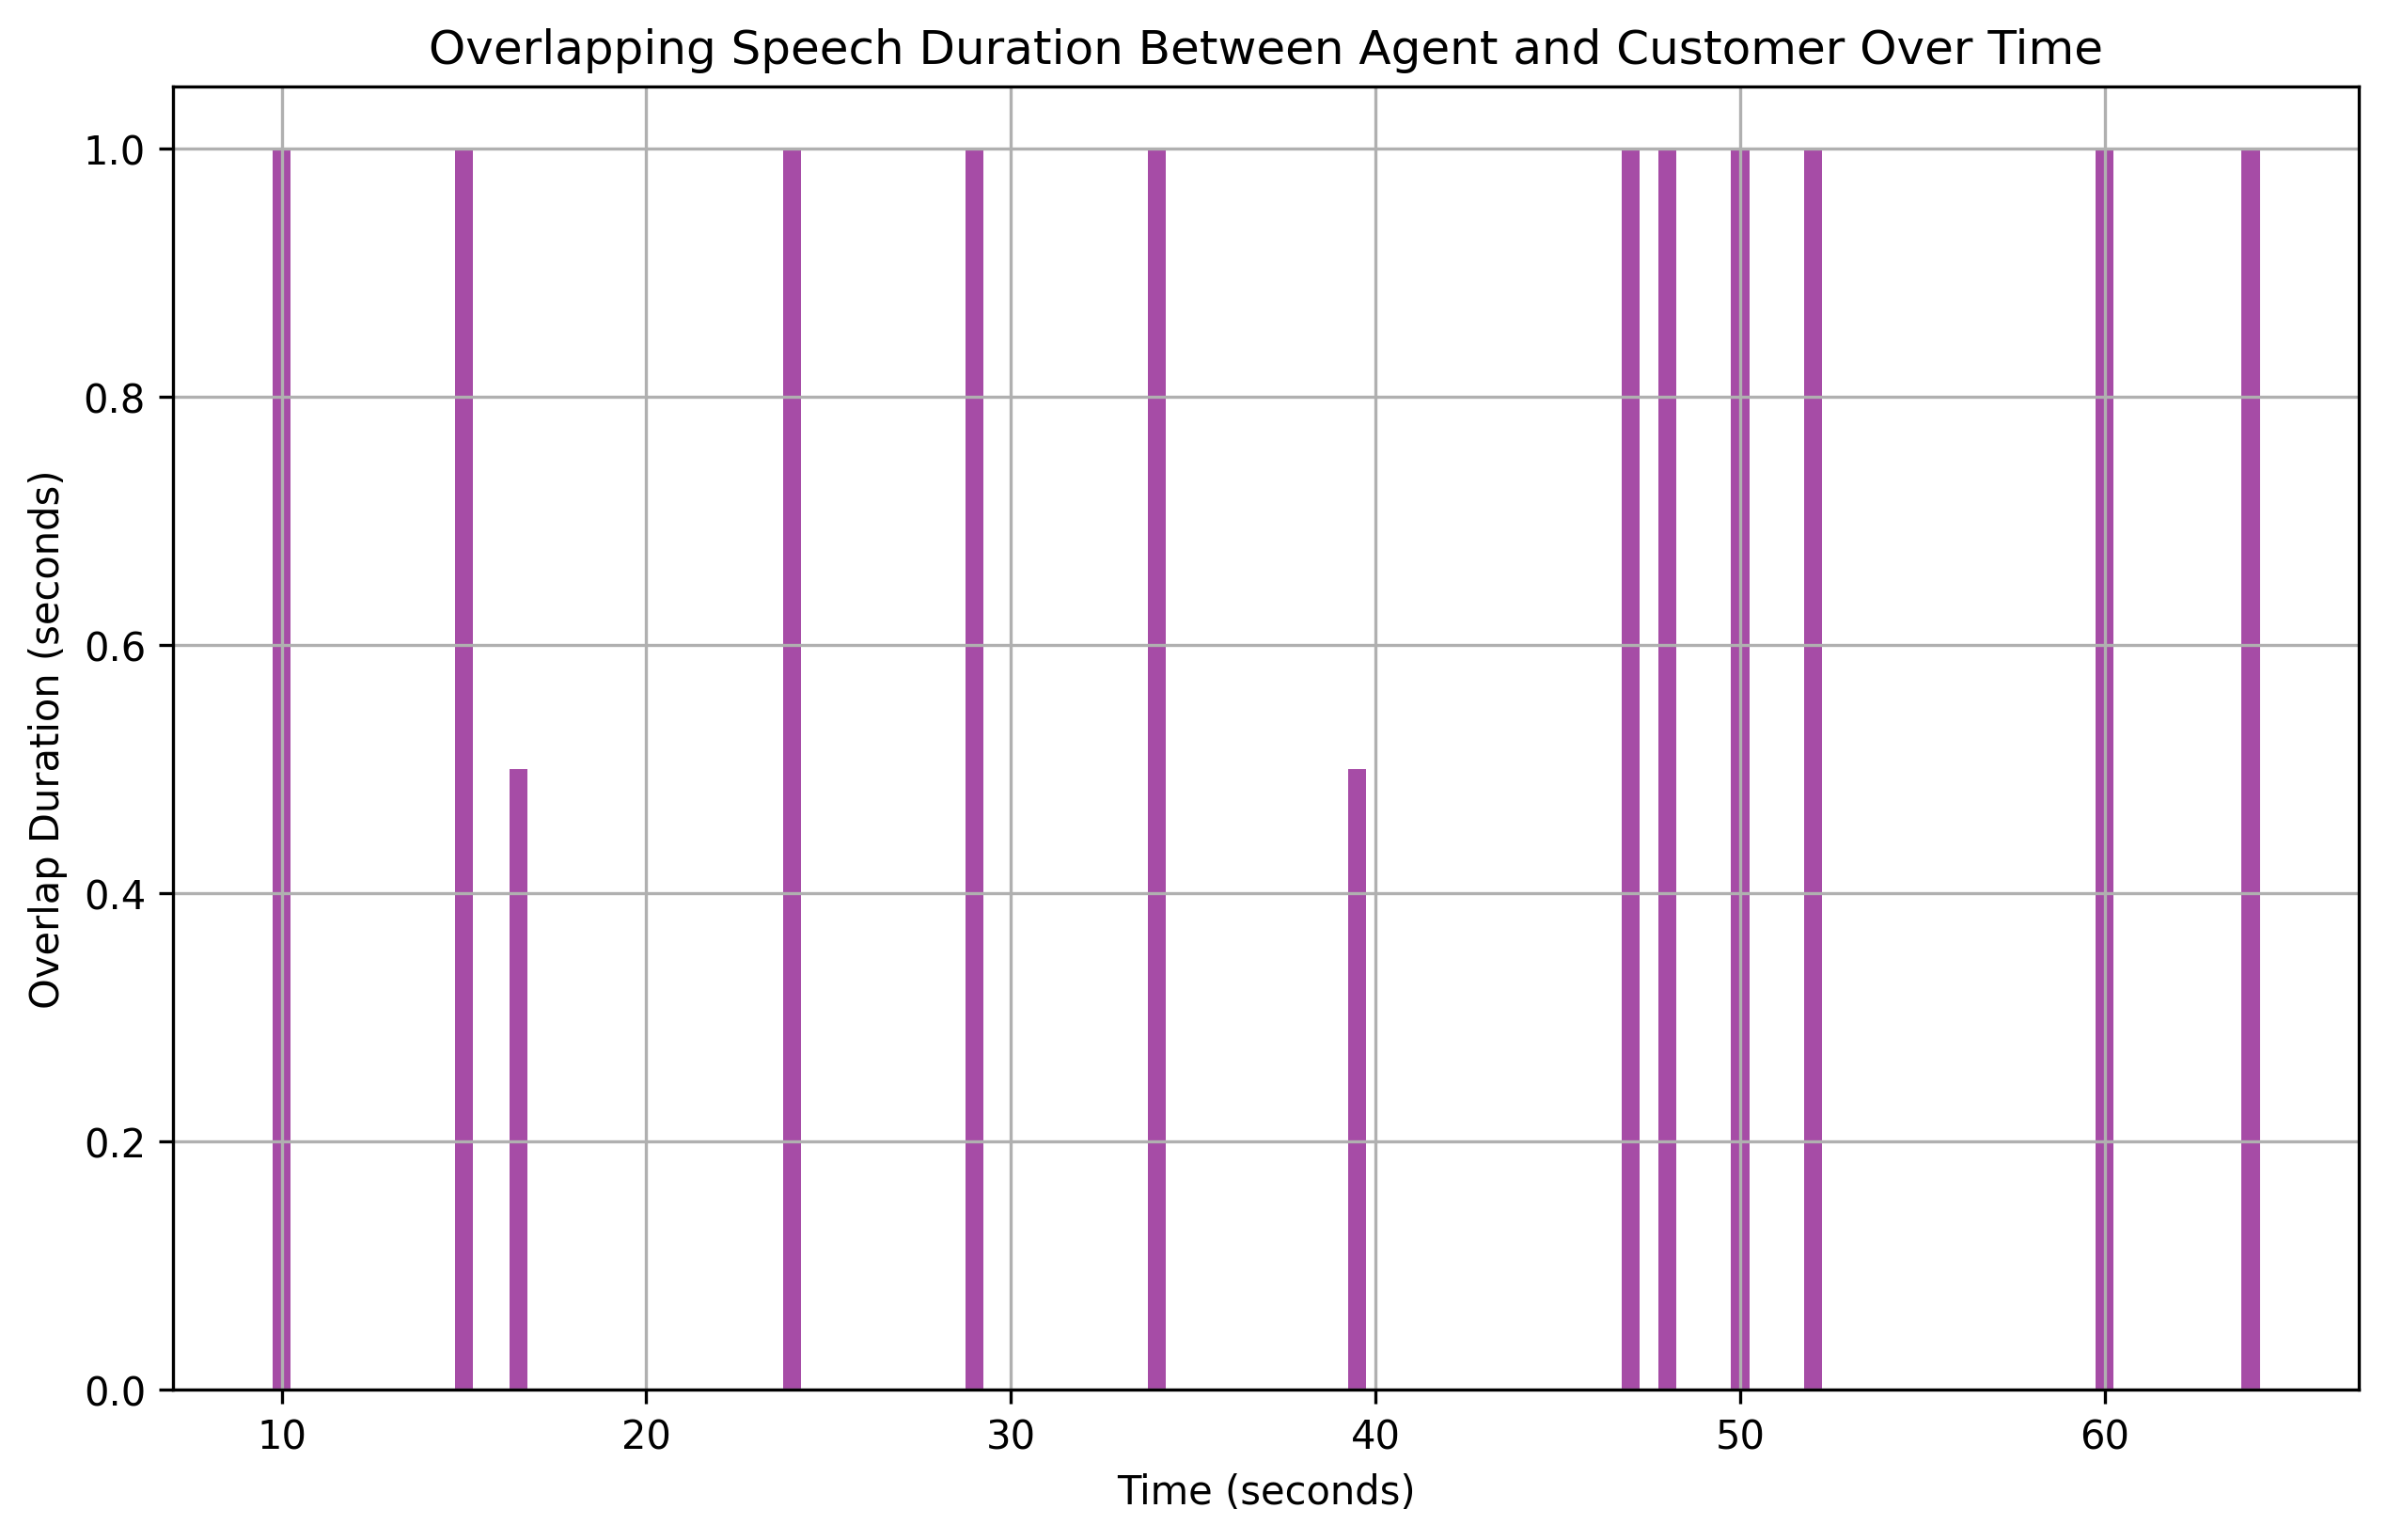 Overlapping Speech Duration Between Agent and Customer Over Time
Overlap Duration (seconds)
1.0
0.8
0.6
0.4
0.2
0.0
10 20 30 40 50 60
Time (seconds)